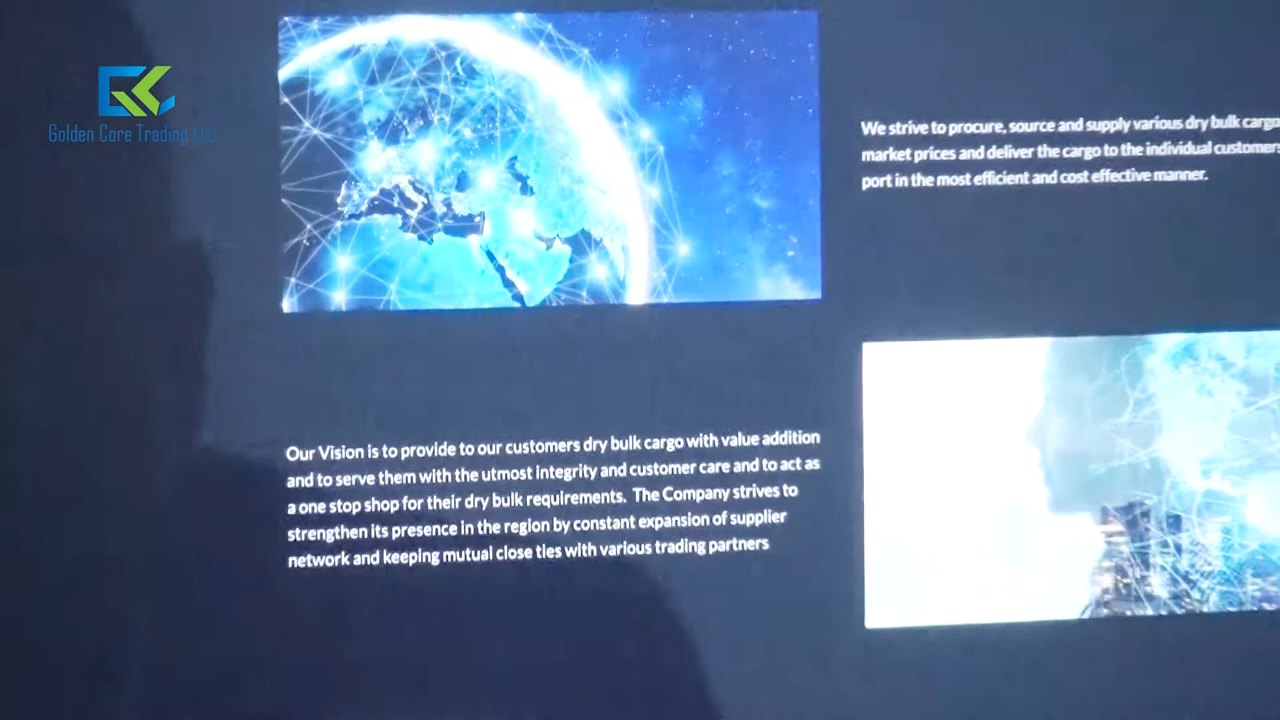 Golden Core Trading LLC
We strive to procure, source and supply various dry bulk cargo
market prices and deliver the cargo to the individual customers
port in the most efficient and cost effective manner.
Our Vision is to provide to our customers dry bulk cargo with value addition
and to serve them with the utmost integrity and customer care and to act as
a one stop shop for their dry bulk requirements. The Company strives to
strengthen its presence in the region by constant expansion of supplier
network and keeping mutual close ties with various trading partners